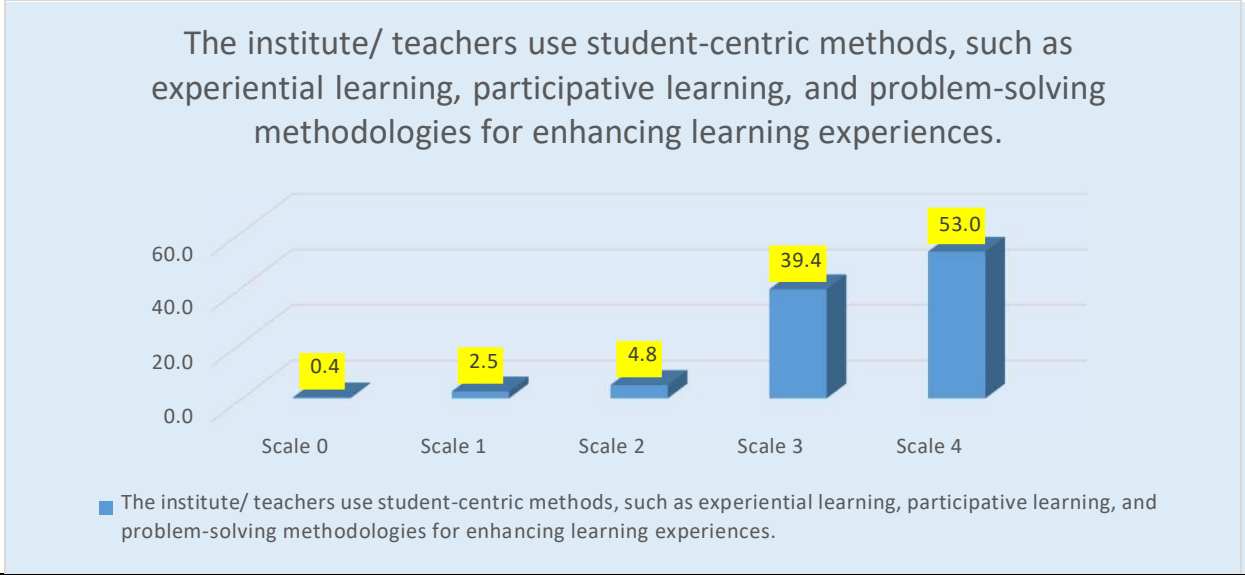 The institute/ teachers use student-centric methods, such as
experiential learning, participative learning, and problem-solving
methodologies for enhancing learning experiences.
60.0
40.0
20.0
0.0
0.4
2.5
4.8
39.4
53.0
Scale 0
Scale 1
Scale 2
Scale 3
Scale 4
The institute/ teachers use student-centric methods, such as experiential learning, participative learning, and
problem-solving methodologies for enhancing learning experiences.